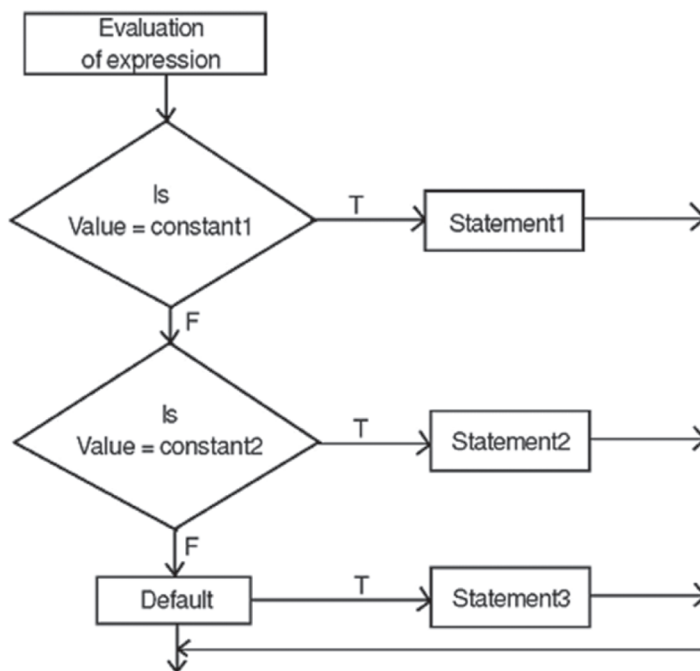 Evaluation
of expression
Is
Value = constant1
T
Statement1
F
Is
Value = constant2
T
Statement2
F
Default
T
Statement3